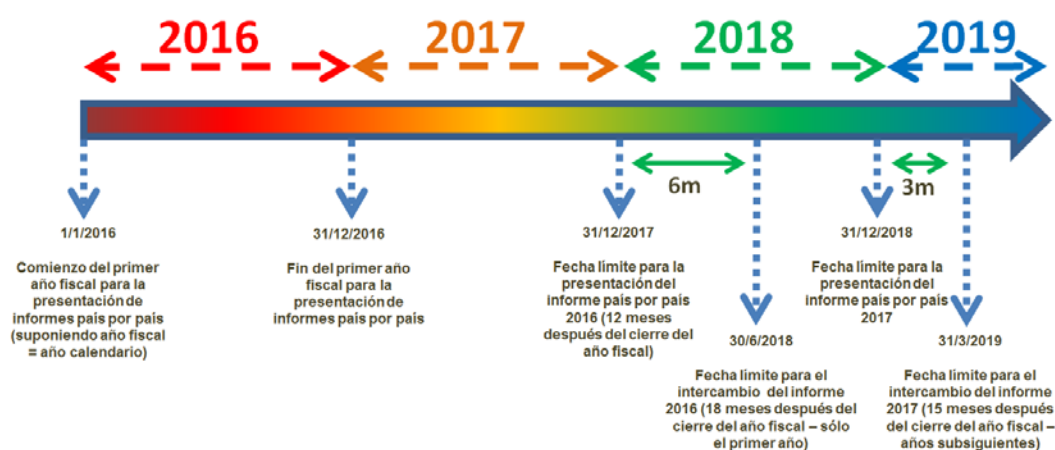 2016
2017
2018
2019
6m
3m
1/1/2016
Comienzo del primer
año fiscal para la
presentación de
informes país por país
(suponiendo año fiscal
= año calendario)
31/12/2016
Fin del primer año
fiscal para la
presentación de
informes país por país
31/12/2017
Fecha límite para la
presentación del
informe país por país
2016 (12 meses
después del cierre del
año fiscal)
30/6/2018
Fecha límite para el
intercambio del informe
2016 (18 meses después del
cierre del año fiscal – sólo
el primer año)
31/12/2018
Fecha límite para la
presentación del
informe país por país
2017
31/3/2019
Fecha límite para el
intercambio del informe
2017 (15 meses después
del cierre del año fiscal –
años subsiguientes)